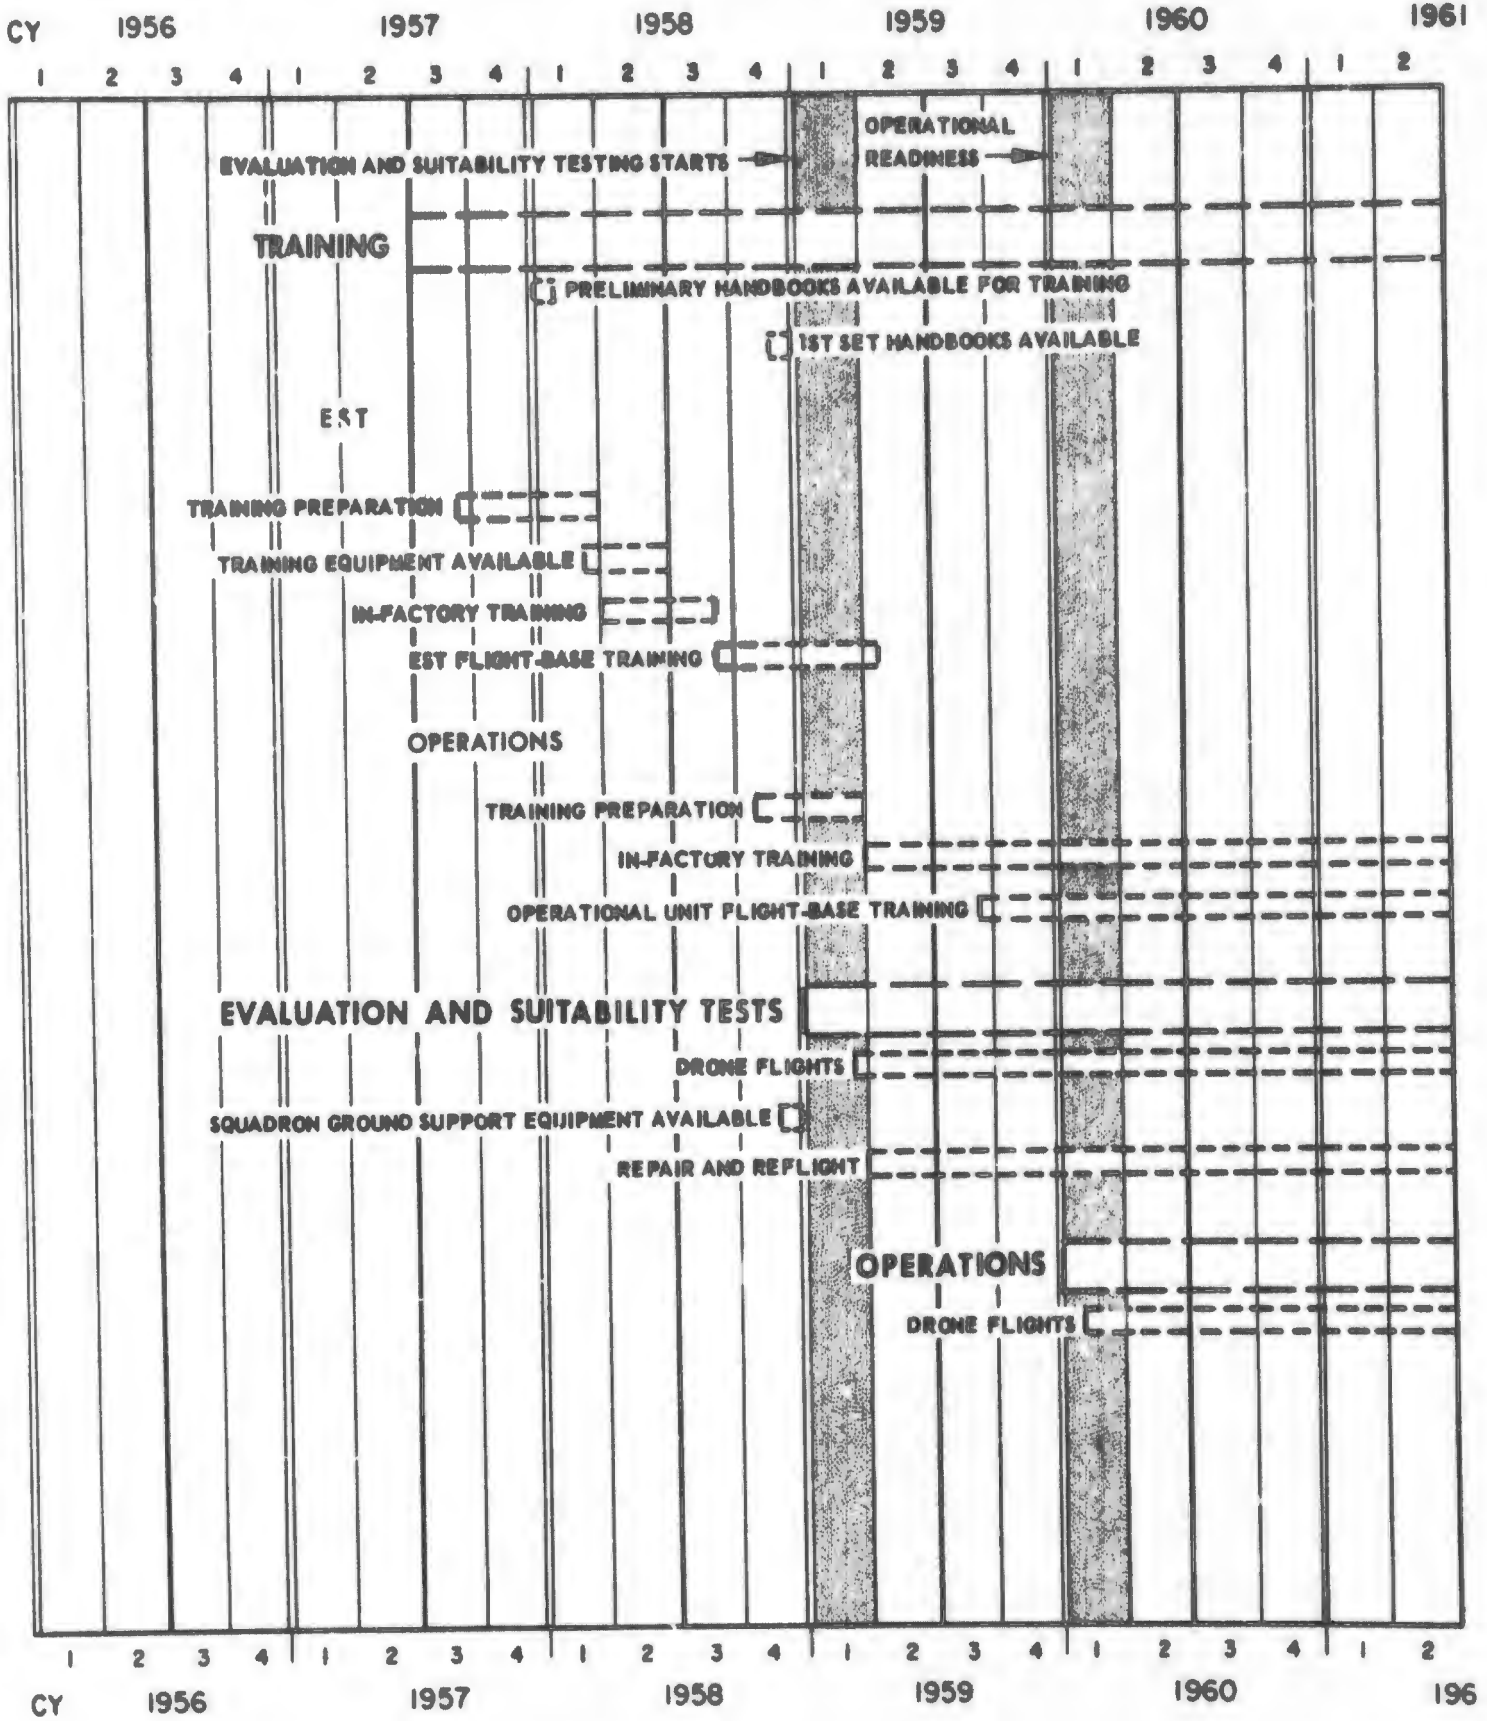 CY 1956 1957 1958 1959 1960 1961
1 2 3 4 1 2 3 4 1 2 3 4 1 2 3 4 1 2 3 4 1 2
OPERATIONAL
EVALUATION AND SUITABILITY TESTING STARTS READINESS
TRAINING
PRELIMINARY HANDBOOKS AVAILABLE FOR TRAINING
1ST SET HANDBOOKS AVAILABLE
EST
TRAINING PREPARATION
TRAINING EQUIPMENT AVAILABLE
IN-FACTORY TRAINING
EST FLIGHT-BASE TRAINING
OPERATIONS
TRAINING PREPARATION
IN-FACTORY TRAINING
OPERATIONAL UNIT FLIGHT-BASE TRAINING
EVALUATION AND SUITABILITY TESTS
DRONE FLIGHTS
SQUADRON GROUND SUPPORT EQUIPMENT AVAILABLE
REPAIR AND REFLIGHT
OPERATIONS
DRONE FLIGHTS
1 2 3 4 1 2 3 4 1 2 3 4 1 2 3 4 1 2 3 4 1 2
CY 1956 1957 1958 1959 1960 196